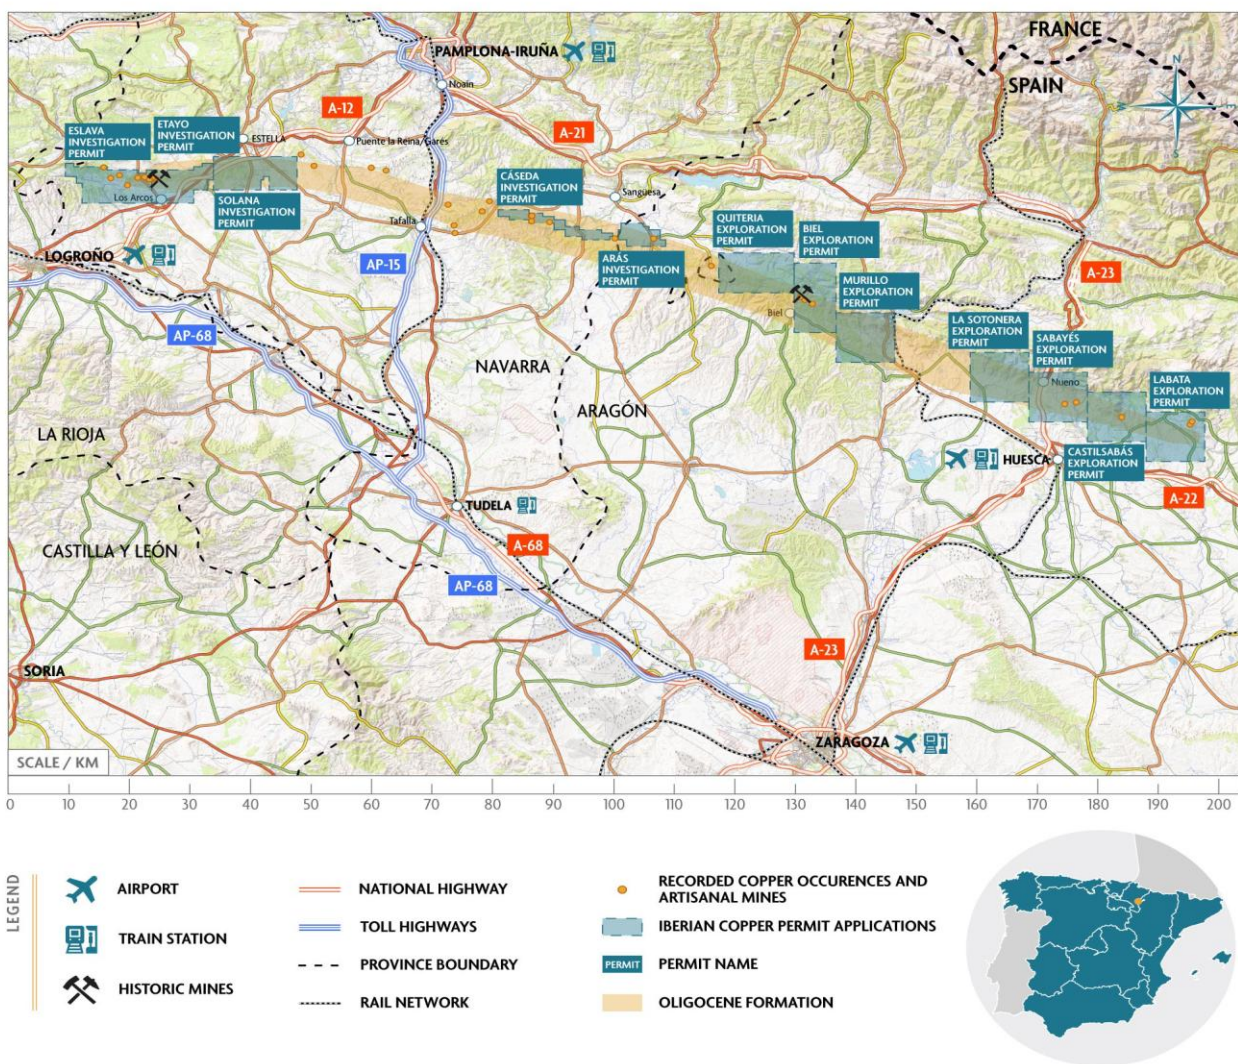 FRANCE
SPAIN
N
W
E
S
PAMPLONA-IRUÑA
Noain
A-12
A-21
ESLAVA
INVESTIGATION
PERMIT
ETAYO
INVESTIGATION
PERMIT
ESTELLA
Puente la Reina/Gares
Los Arcos
SOLANA
INVESTIGATION
PERMIT
CÁSEDA
INVESTIGATION
PERMIT
Sangüesa
Tafalla
ARÁS
INVESTIGATION
PERMIT
QUITERIA
EXPLORATION
PERMIT
BIEL
EXPLORATION
PERMIT
MURILLO
EXPLORATION
PERMIT
Biel
A-23
LOGROÑO
AP-15
AP-68
LA SOTONERA
EXPLORATION
PERMIT
SABAYÉS
EXPLORATION
PERMIT
Nueno
LABATA
EXPLORATION
PERMIT
NAVARRA
ARAGÓN
LA RIOJA
HUESCA
CASTILSABÁS
EXPLORATION
PERMIT
A-22
TUDELA
CASTILLA Y LEÓN
A-68
AP-68
A-23
SORIA
ZARAGOZA
SCALE / KM
0 10 20 30 40 50 60 70 80 90 100 110 120 130 140 150 160 170 180 190 200
LEGEND
AIRPORT
TRAIN STATION
HISTORIC MINES
NATIONAL HIGHWAY
TOLL HIGHWAYS
PROVINCE BOUNDARY
RAIL NETWORK
RECORDED COPPER OCCURENCES AND
ARTISANAL MINES
IBERIAN COPPER PERMIT APPLICATIONS
PERMIT
PERMIT NAME
OLIGOCENE FORMATION